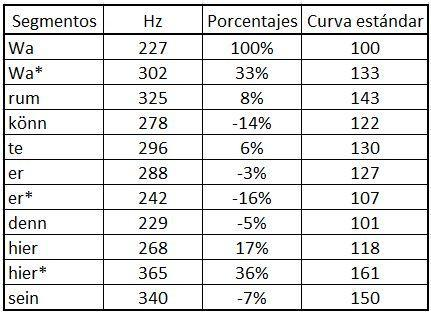 Segmentos Hz Porcentajes Curva estándar
Wa 227 100% 100
Wa* 302 33% 133
rum 325 8% 143
könn 278 -14% 122
te 296 6% 130
er 288 -3% 127
er* 242 -16% 107
denn 229 -5% 101
hier 268 17% 118
hier* 365 36% 161
sein 340 -7% 150